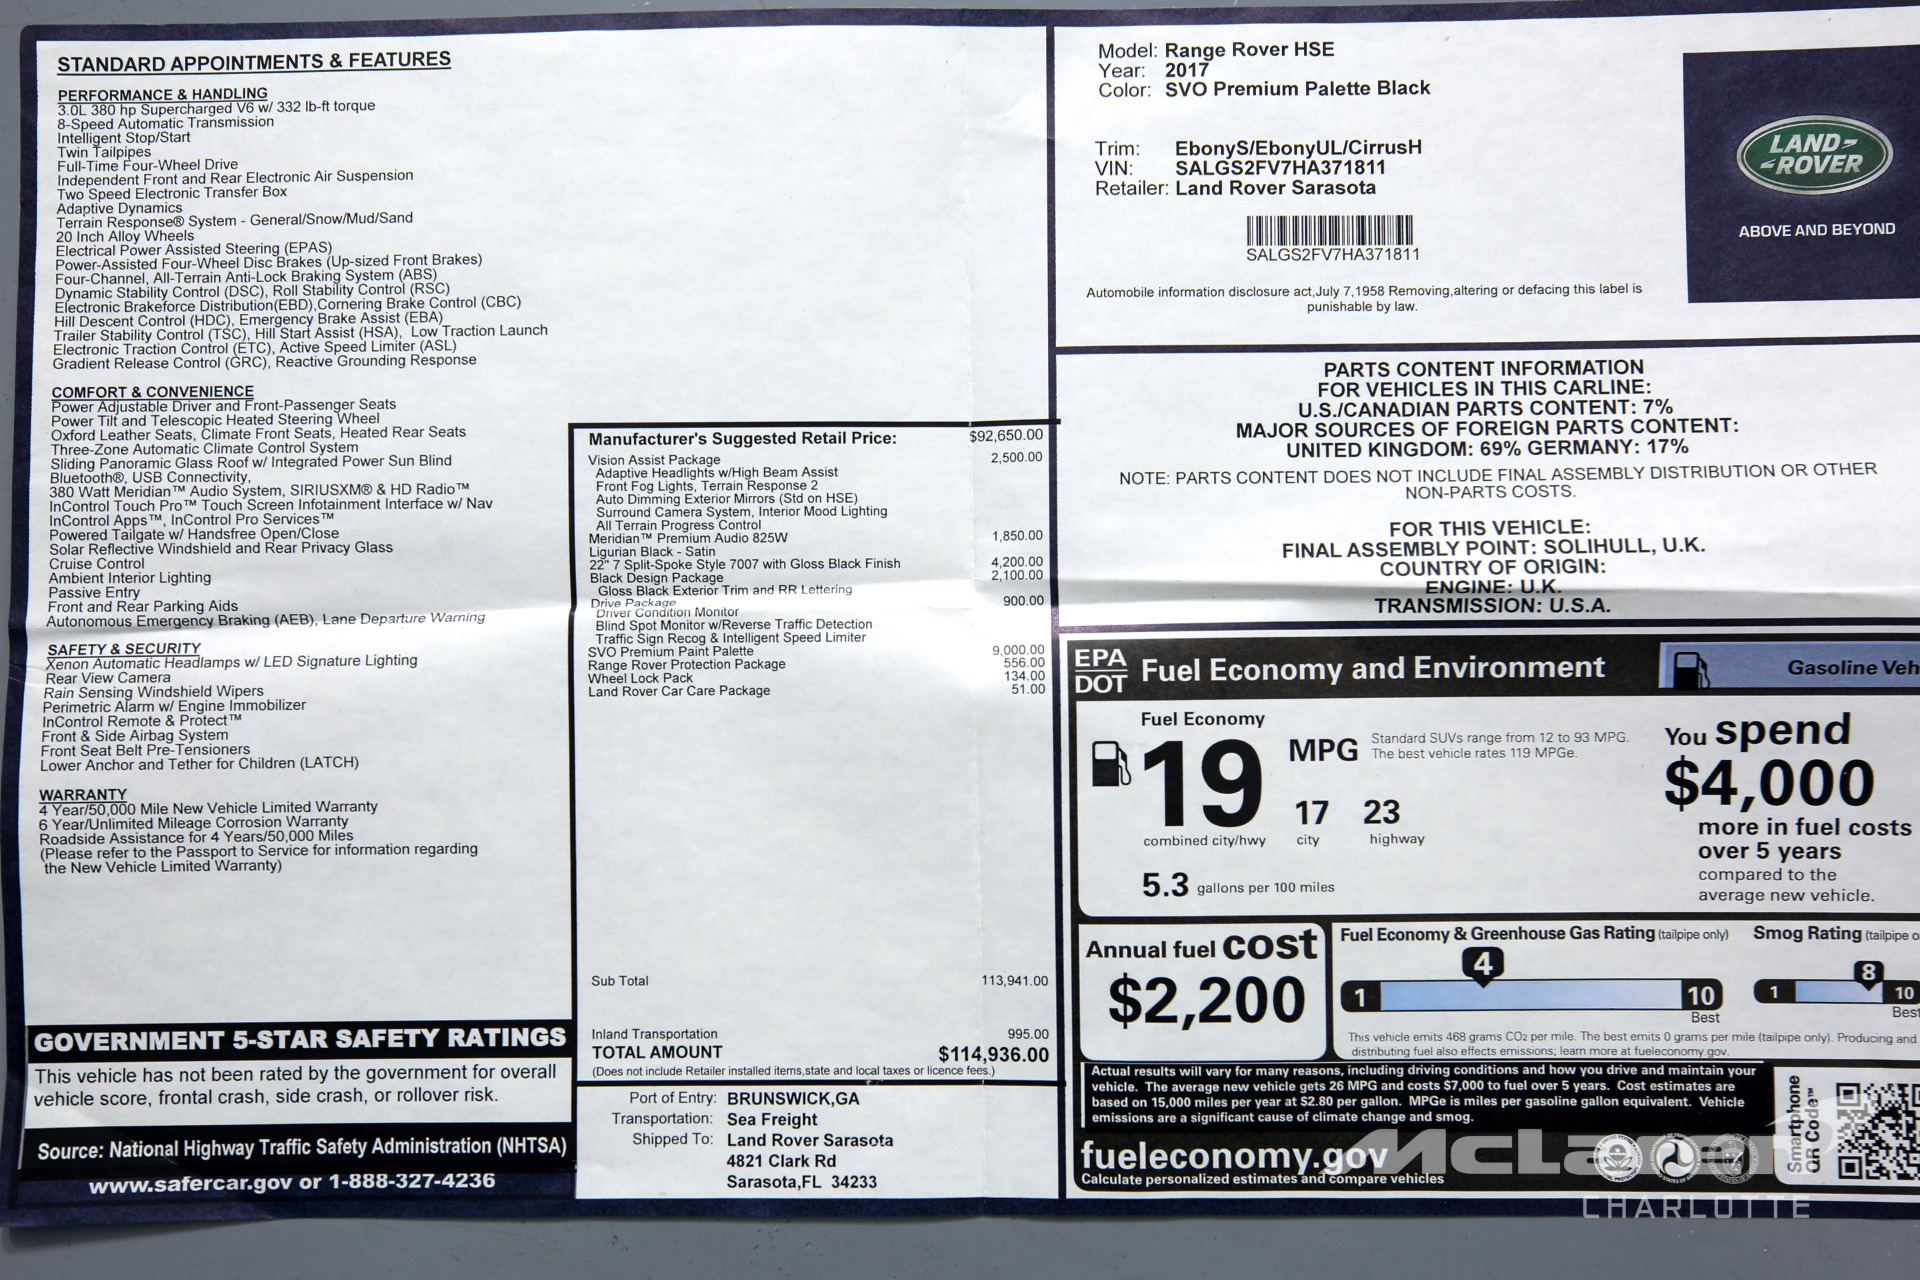 STANDARD APPOINTMENTS & FEATURES
PERFORMANCE & HANDLING
3.0L 380 hp Supercharged V6 w/ 332 lb-ft torque
8-Speed Automatic Transmission
Intelligent Stop/Start
Twin Tailpipes
Full-Time Four-Wheel Drive
Independent Front and Rear Electronic Air Suspension
Two Speed Electronic Transfer Box
Adaptive Dynamics
Terrain Response® System - General/Snow/Mud/Sand
20 Inch Alloy Wheels
Electrical Power Assisted Steering (EPAS)
Power-Assisted Four-Wheel Disc Brakes (Up-sized Front Brakes)
Four-Channel, All-Terrain Anti-Lock Braking System (ABS)
Dynamic Stability Control (DSC), Roll Stability Control (RSC)
Electronic Brakeforce Distribution(EBD),Cornering Brake Control (CBC)
Hill Descent Control (HDC), Emergency Brake Assist (EBA)
Trailer Stability Control (TSC), Hill Start Assist (HSA), Low Traction Launch
Electronic Traction Control (ETC), Active Speed Limiter (ASL)
Gradient Release Control (GRC), Reactive Grounding Response
COMFORT & CONVENIENCE
Power Adjustable Driver and Front-Passenger Seats
Power Tilt and Telescopic Heated Steering Wheel
Oxford Leather Seats, Climate Front Seats, Heated Rear Seats
Three-Zone Automatic Climate Control System
Sliding Panoramic Glass Roof w/ Integrated Power Sun Blind
Bluetooth®, USB Connectivity,
380 Watt Meridian™ Audio System, SIRIUSXM® & HD Radio™
InControl Touch Pro™ Touch Screen Infotainment Interface w/ Nav
InControl Apps™, InControl Pro Services™
Powered Tailgate w/ Handsfree Open/Close
Solar Reflective Windshield and Rear Privacy Glass
Cruise Control
Ambient Interior Lighting
Passive Entry
Front and Rear Parking Aids
Autonomous Emergency Braking (AEB), Lane Departure Warning
SAFETY & SECURITY
Xenon Automatic Headlamps w/ LED Signature Lighting
Rear View Camera
Rain Sensing Windshield Wipers
Perimetric Alarm w/ Engine Immobilizer
InControl Remote & Protect™
Front & Side Airbag System
Front Seat Belt Pre-Tensioners
Lower Anchor and Tether for Children (LATCH)
WARRANTY
4 Year/50,000 Mile New Vehicle Limited Warranty
6 Year/Unlimited Mileage Corrosion Warranty
Roadside Assistance for 4 Years/50,000 Miles
(Please refer to the Passport to Service for information regarding
the New Vehicle Limited Warranty)
GOVERNMENT 5-STAR SAFETY RATINGS
This vehicle has not been rated by the government for overall
vehicle score, frontal crash, side crash, or rollover risk.
Source: National Highway Traffic Safety Administration (NHTSA)
www.safercar.gov or 1-888-327-4236
Manufacturer's Suggested Retail Price: $92,650.00
Vision Assist Package 2,500.00
Adaptive Headlights w/High Beam Assist
Front Fog Lights, Terrain Response 2
Auto Dimming Exterior Mirrors (Std on HSE)
Surround Camera System, Interior Mood Lighting
All Terrain Progress Control
Meridian™ Premium Audio 825W 1,850.00
Ligurian Black - Satin
22" 7 Split-Spoke Style 7007 with Gloss Black Finish 4,200.00
Black Design Package 2,100.00
Gloss Black Exterior Trim and RR Lettering
Drive Package 900.00
Driver Condition Monitor
Blind Spot Monitor w/Reverse Traffic Detection
Traffic Sign Recog & Intelligent Speed Limiter
SVO Premium Paint Palette 9,000.00
Range Rover Protection Package 556.00
Wheel Lock Pack 134.00
Land Rover Car Care Package 51.00
Sub Total 113,941.00
Inland Transportation 995.00
TOTAL AMOUNT $114,936.00
(Does not include Retailer installed items,state and local taxes or licence fees.)
Port of Entry: BRUNSWICK,GA
Transportation: Sea Freight
Shipped To: Land Rover Sarasota
4821 Clark Rd
Sarasota,FL 34233
Model: Range Rover HSE
Year: 2017
Color: SVO Premium Palette Black
Trim: EbonyS/EbonyUL/CirrusH
VIN: SALGS2FV7HA371811
Retailer: Land Rover Sarasota
SALGS2FV7HA371811
Automobile information disclosure act,July 7,1958 Removing,altering or defacing this label is
punishable by law.
LAND
ROVER
ABOVE AND BEYOND
PARTS CONTENT INFORMATION
FOR VEHICLES IN THIS CARLINE:
U.S./CANADIAN PARTS CONTENT: 7%
MAJOR SOURCES OF FOREIGN PARTS CONTENT:
UNITED KINGDOM: 69% GERMANY: 17%
NOTE: PARTS CONTENT DOES NOT INCLUDE FINAL ASSEMBLY DISTRIBUTION OR OTHER
NON-PARTS COSTS.
FOR THIS VEHICLE:
FINAL ASSEMBLY POINT: SOLIHULL, U.K.
COUNTRY OF ORIGIN:
ENGINE: U.K.
TRANSMISSION: U.S.A.
EPA
DOT
Fuel Economy and Environment
Gasoline Veh
Fuel Economy
19 MPG
Standard SUVs range from 12 to 93 MPG.
The best vehicle rates 119 MPGe.
17 23
combined city/hwy city highway
5.3 gallons per 100 miles
You spend
$4,000
more in fuel costs
over 5 years
compared to the
average new vehicle.
Annual fuel cost
$2,200
Fuel Economy & Greenhouse Gas Rating (tailpipe only)
4
1 10
Best
Smog Rating (tailpipe o
8
1 10
Best
This vehicle emits 468 grams CO2 per mile. The best emits 0 grams per mile (tailpipe only). Producing and
distributing fuel also effects emissions; learn more at fueleconomy.gov.
Actual results will vary for many reasons, including driving conditions and how you drive and maintain your
vehicle. The average new vehicle gets 26 MPG and costs $7,000 to fuel over 5 years. Cost estimates are
based on 15,000 miles per year at $2.80 per gallon. MPGe is miles per gasoline gallon equivalent. Vehicle
emissions are a significant cause of climate change and smog.
fueleconomy.gov
Calculate personalized estimates and compare vehicles
Smartphone
QR Code™
McLaren
CHARLOTTE